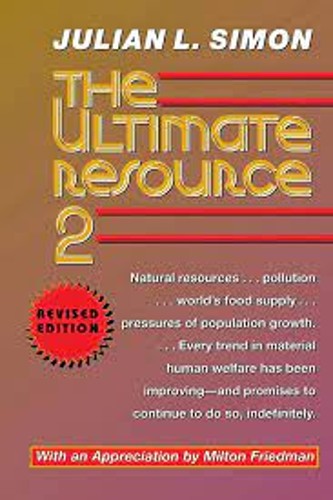 JULIAN L. SIMON
THE
ULTIMATE
RESOURCE
2
Natural resources . . . pollution
. . . world's food supply . . .
pressures of population growth.
. . . Every trend in material
human welfare has been
improving—and promises to
continue to do so, indefinitely.
REVISED
EDITION
With an Appreciation by Milton Friedman